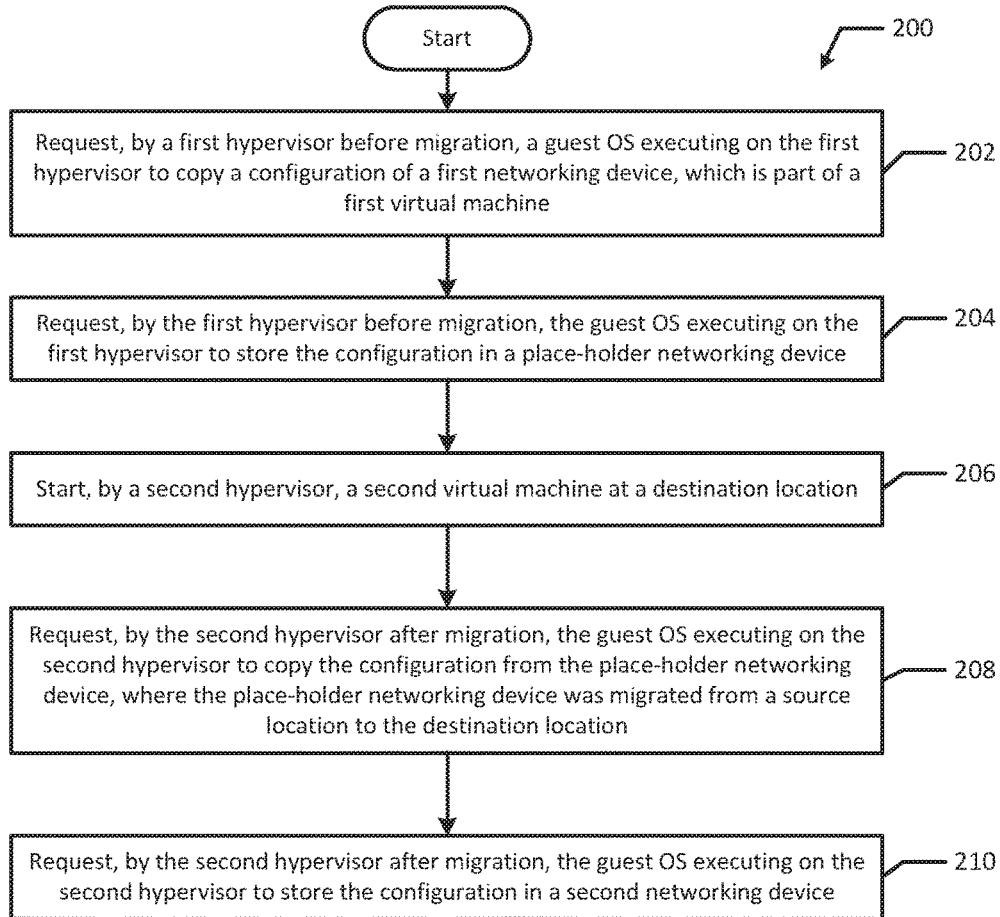 Start
200
Request, by a first hypervisor before migration, a guest OS executing on the first
hypervisor to copy a configuration of a first networking device, which is part of a
first virtual machine
202
Request, by the first hypervisor before migration, the guest OS executing on the
first hypervisor to store the configuration in a place-holder networking device
204
Start, by a second hypervisor, a second virtual machine at a destination location
206
Request, by the second hypervisor after migration, the guest OS executing on the
second hypervisor to copy the configuration from the place-holder networking
device, where the place-holder networking device was migrated from a source
location to the destination location
208
Request, by the second hypervisor after migration, the guest OS executing on the
second hypervisor to store the configuration in a second networking device
210